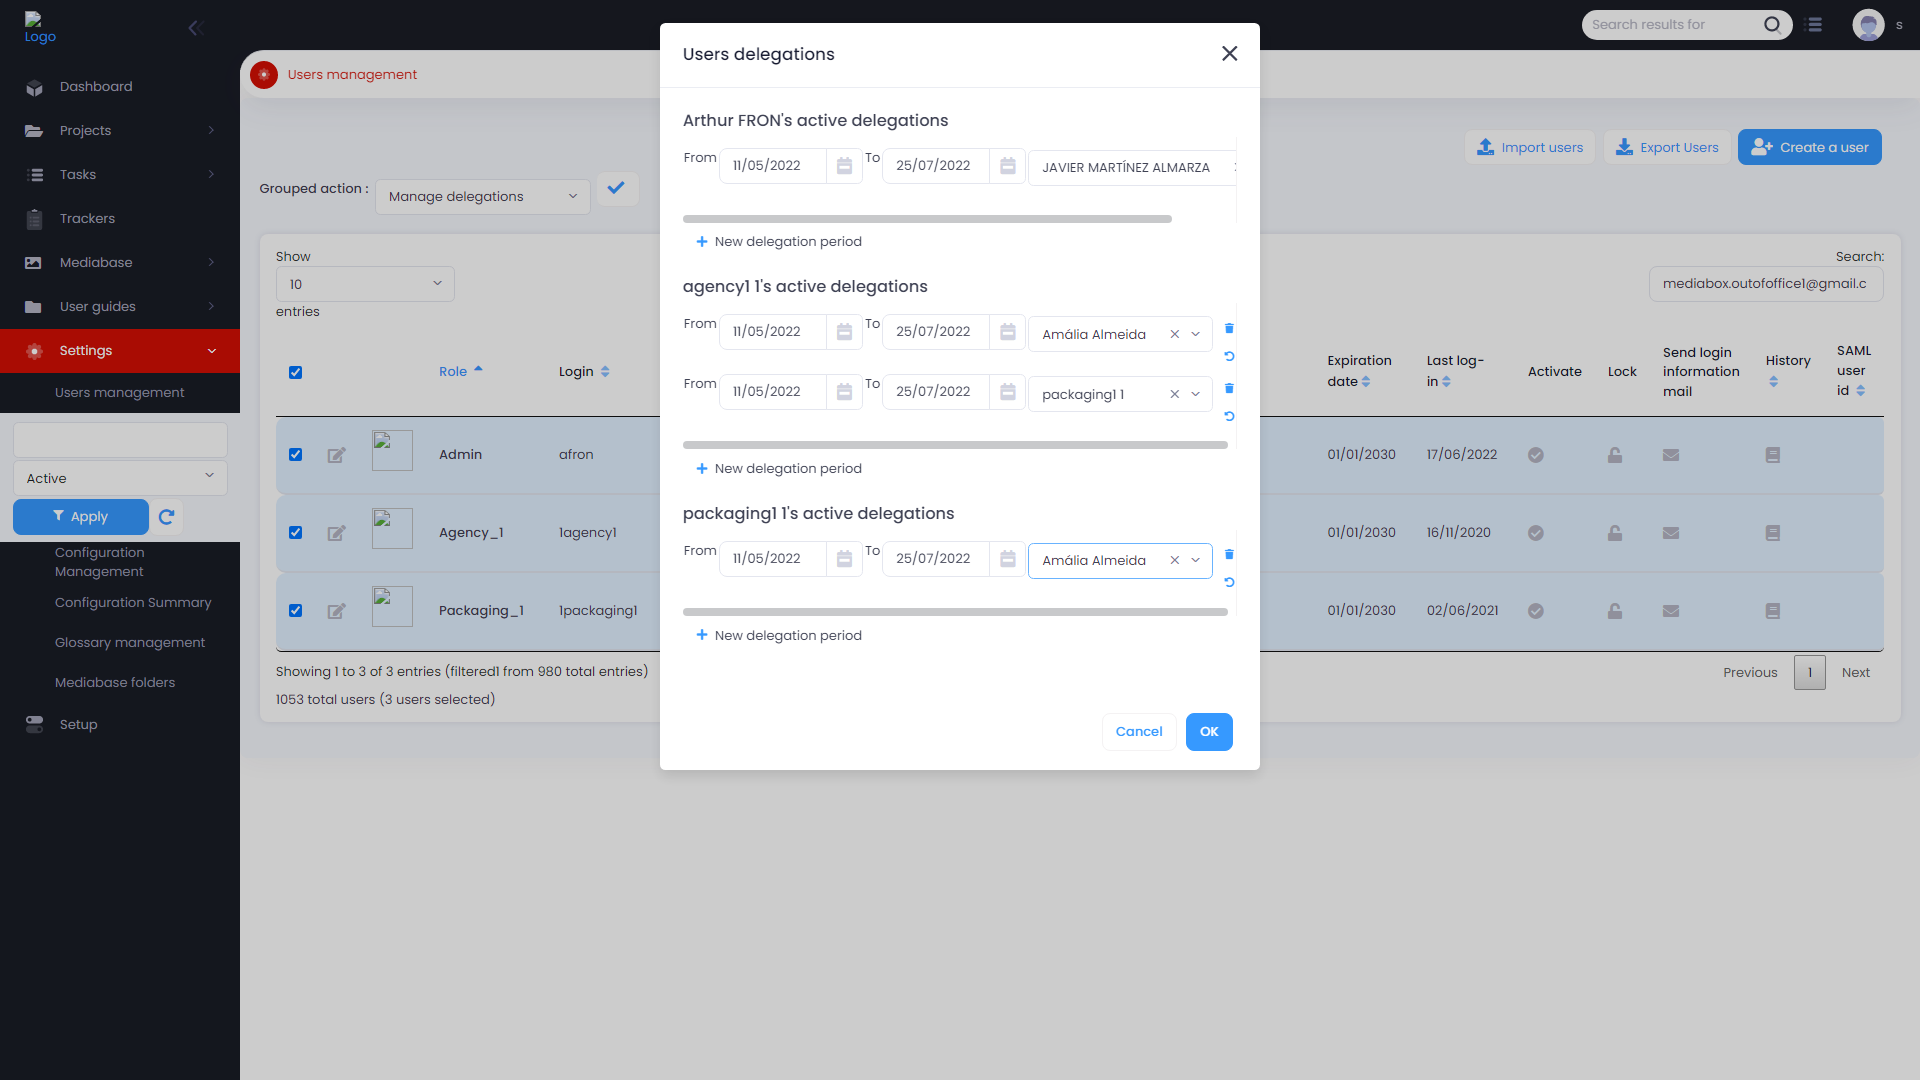 Logo
Search results for
s
Dashboard
Projects
Tasks
Trackers
Mediabase
User guides
Settings
Users management
Active
Apply
Configuration
Management
Configuration Summary
Glossary management
Mediabase folders
Setup
Users management
Import users
Export Users
Create a user
Grouped action :
Manage delegations
Show
10
entries
Search:
mediabox.outofoffice1@gmail.c
Role
Login
Expiration
date
Last log-
in
Activate
Lock
Send login
information
mail
History
SAML
user
id
Admin
afron
01/01/2030
17/06/2022
Agency_1
1agency1
01/01/2030
16/11/2020
Packaging_1
1packaging1
01/01/2030
02/06/2021
Showing 1 to 3 of 3 entries (filtered1 from 980 total entries)
Previous
1
Next
1053 total users (3 users selected)
Users delegations
Arthur FRON's active delegations
From
11/05/2022
To
25/07/2022
JAVIER MARTÍNEZ ALMARZA
New delegation period
agency1 1's active delegations
From
11/05/2022
To
25/07/2022
Amália Almeida
From
11/05/2022
To
25/07/2022
packaging1 1
New delegation period
packaging1 1's active delegations
From
11/05/2022
To
25/07/2022
Amália Almeida
New delegation period
Cancel
OK